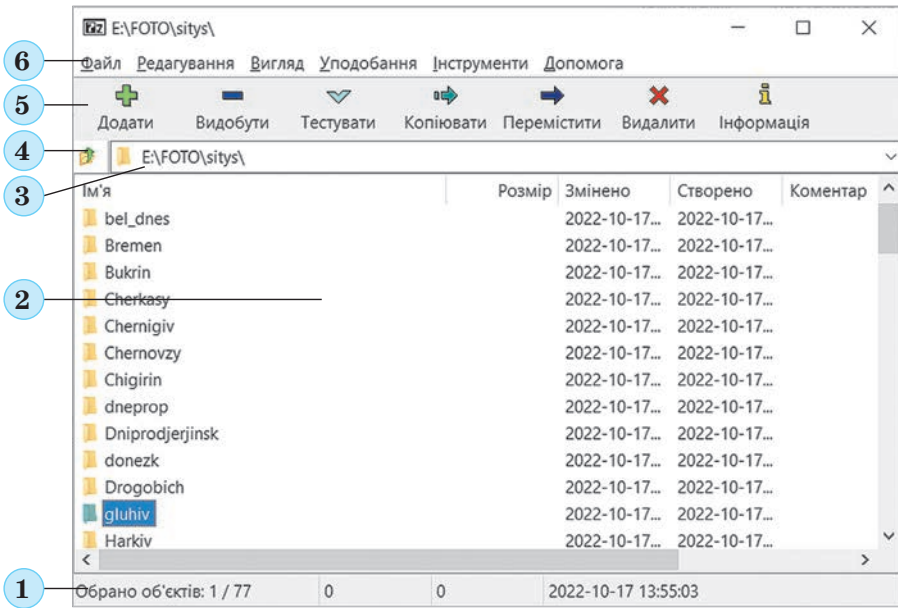 7z E:\FOTO\sitys\
6 Файл Редагування Вигляд Уподобання Інструменти Допомога
5 Додати Видобути Тестувати Копіювати Перемістити Видалити Інформація
4 E:\FOTO\sitys\
3 Ім'я Розмір Змінено Створено Коментар
bel_dnes 2022-10-17... 2022-10-17...
Bremen 2022-10-17... 2022-10-17...
Bukrin 2022-10-17... 2022-10-17...
2 Cherkasy 2022-10-17... 2022-10-17...
Chernigiv 2022-10-17... 2022-10-17...
Chernovzy 2022-10-17... 2022-10-17...
Chigirin 2022-10-17... 2022-10-17...
dneprop 2022-10-17... 2022-10-17...
Dniprodjerjinsk 2022-10-17... 2022-10-17...
donezk 2022-10-17... 2022-10-17...
Drogobich 2022-10-17... 2022-10-17...
gluhiv 2022-10-17... 2022-10-17...
Harkiv 2022-10-17... 2022-10-17...
1 Обрано об'єктів: 1 / 77 0 0 2022-10-17 13:55:03